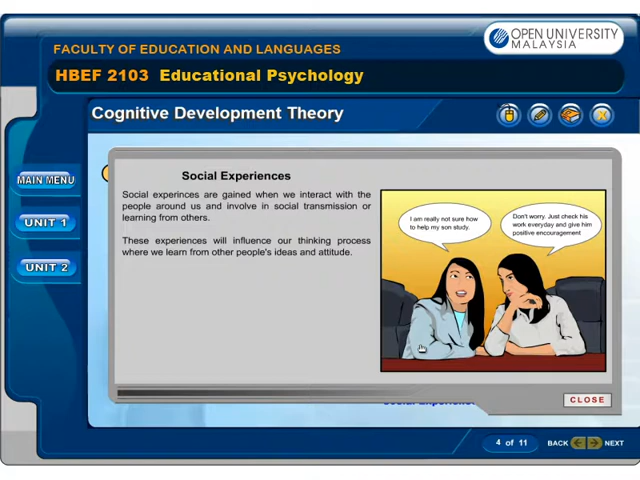 OPEN UNIVERSITY
MALAYSIA
FACULTY OF EDUCATION AND LANGUAGES
HBEF 2103 Educational Psychology
Cognitive Development Theory
X
MAIN MENU
UNIT 1
UNIT 2
Social Experiences
Social experinces are gained when we interact with the
people around us and involve in social transmission or
learning from others.
These experiences will influence our thinking process
where we learn from other people's ideas and attitude.
I am really not sure how
to help my son study.
Don't worry. Just check his
work everyday and give him
positive encouragement
CLOSE
4 of 11
BACK
NEXT